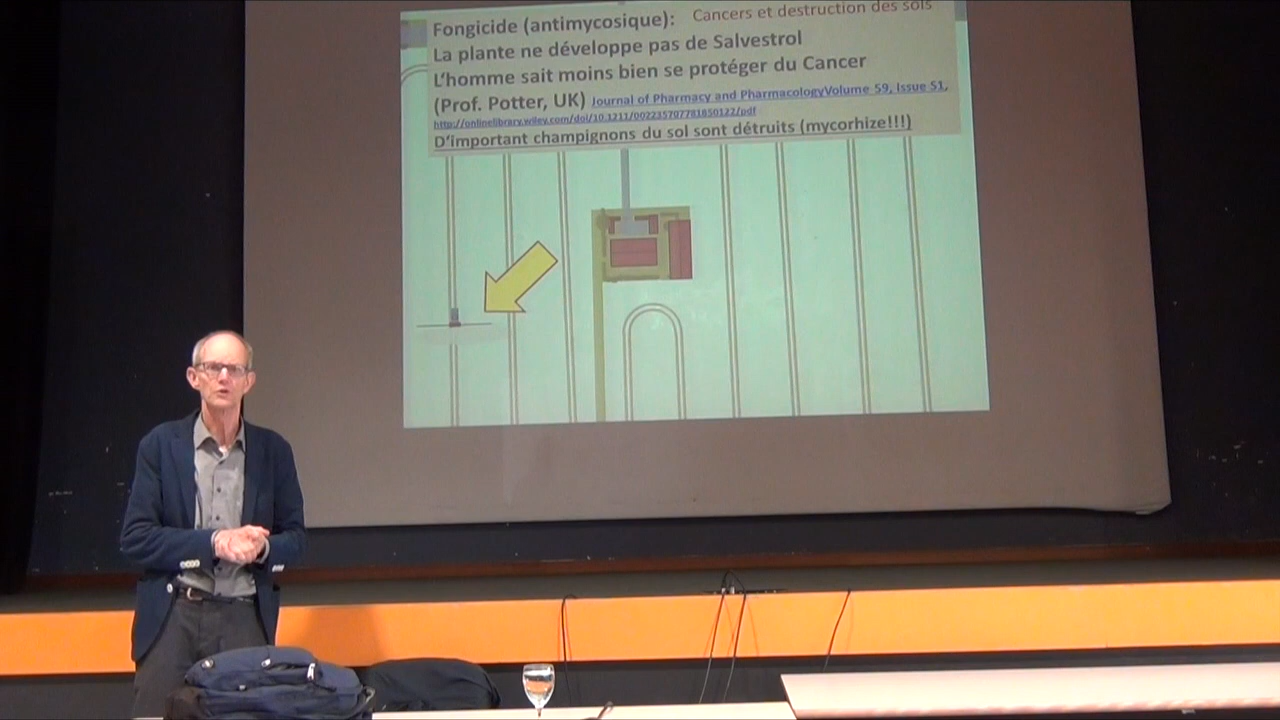 Fongicide (antimycosique): Cancers et destruction des sols
La plante ne développe pas de Salvestrol
L'homme sait moins bien se protéger du Cancer
(Prof. Potter, UK) Journal of Pharmacy and PharmacologyVolume 59, Issue S1,
http://onlinelibrary.wiley.com/doi/10.1211/002235707781850122/pdf
D'important champignons du sol sont détruits (mycorhize!!!)